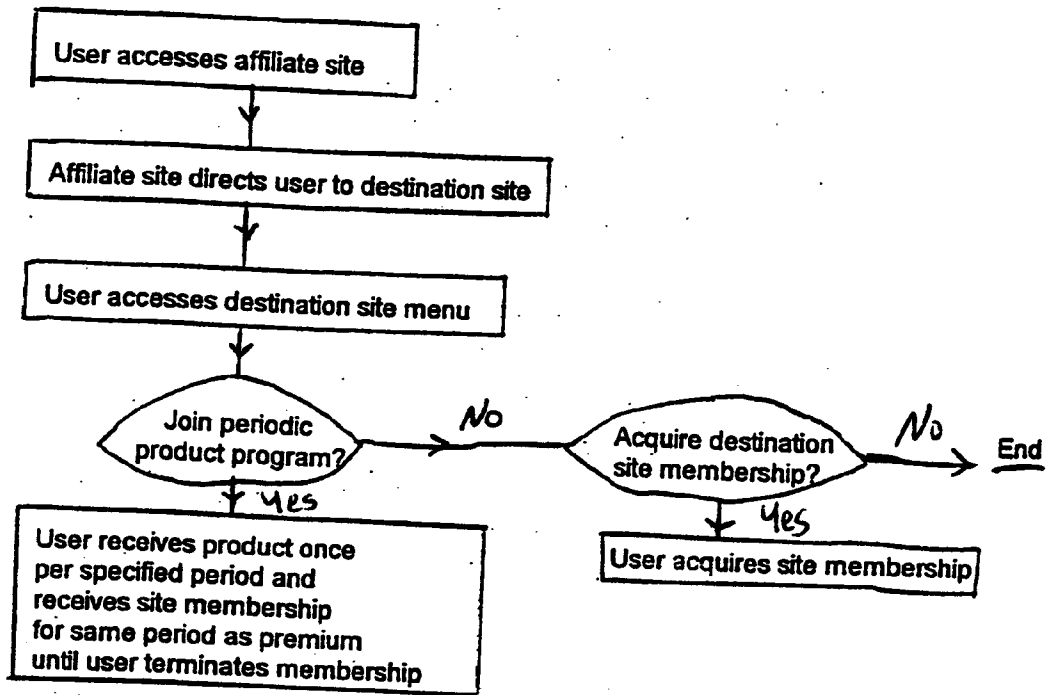 User accesses affiliate site
Affiliate site directs user to destination site
User accesses destination site menu
Join periodic
product program?
No
Acquire destination
site membership?
No
End
Yes
User receives product once
per specified period and
receives site membership
for same period as premium
until user terminates membership
Yes
User acquires site membership